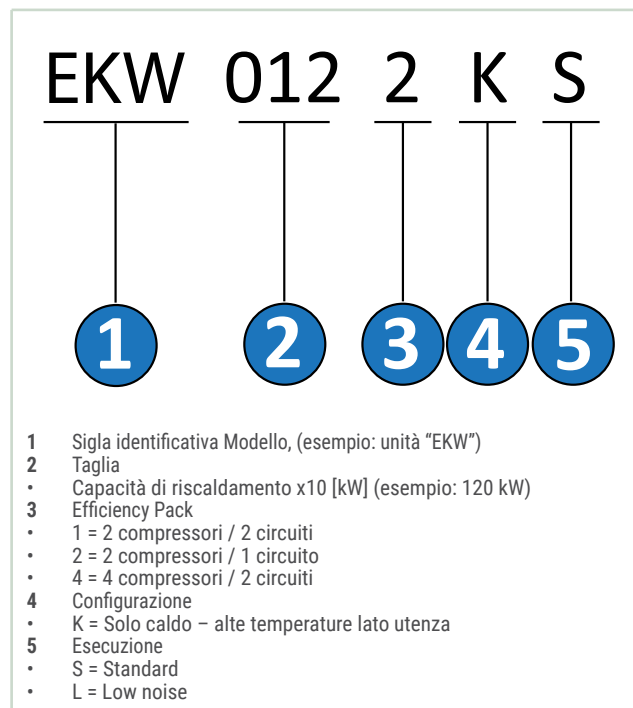 EKW 012 2 K S
1 2 3 4 5
1 Sigla identificativa Modello, (esempio: unità “EKW”)
2 Taglia
• Capacità di riscaldamento x10 [kW] (esempio: 120 kW)
3 Efficiency Pack
• 1 = 2 compressori / 2 circuiti
• 2 = 2 compressori / 1 circuito
• 4 = 4 compressori / 2 circuiti
4 Configurazione
• K = Solo caldo – alte temperature lato utenza
5 Esecuzione
• S = Standard
• L = Low noise